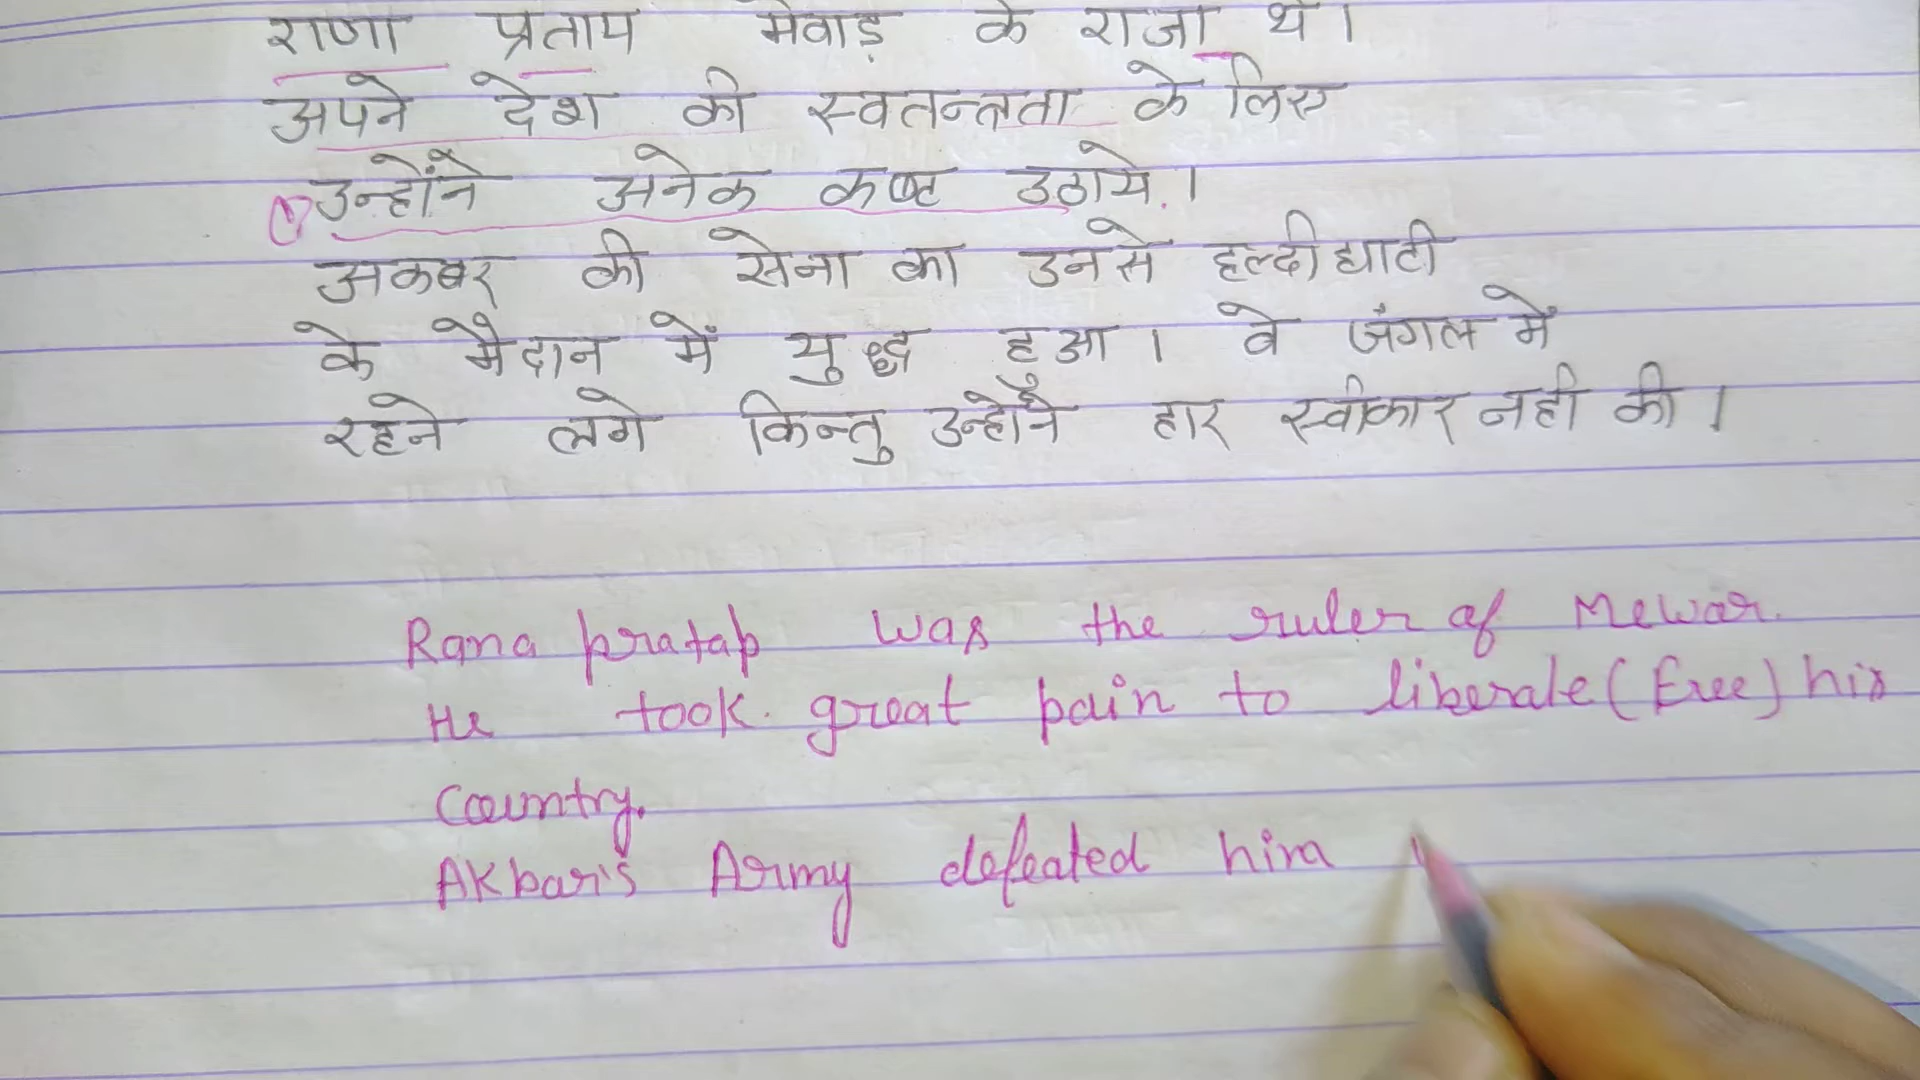 राणा प्रताप मेवाड़ के राजा थे।
अपने देश की स्वतन्त्रता के लिए
उन्होंने अनेक कष्ट उठाये।
अकबर की सेना का उनसे हल्दीघाटी
के मैदान में युद्ध हुआ। वे जंगल में
रहने लगे किन्तु उन्होंने हार स्वीकार नही की।
Rana pratap was the ruler of Mewar.
He took great pain to liberate (free) his
Country.
Akbar's Army defeated him